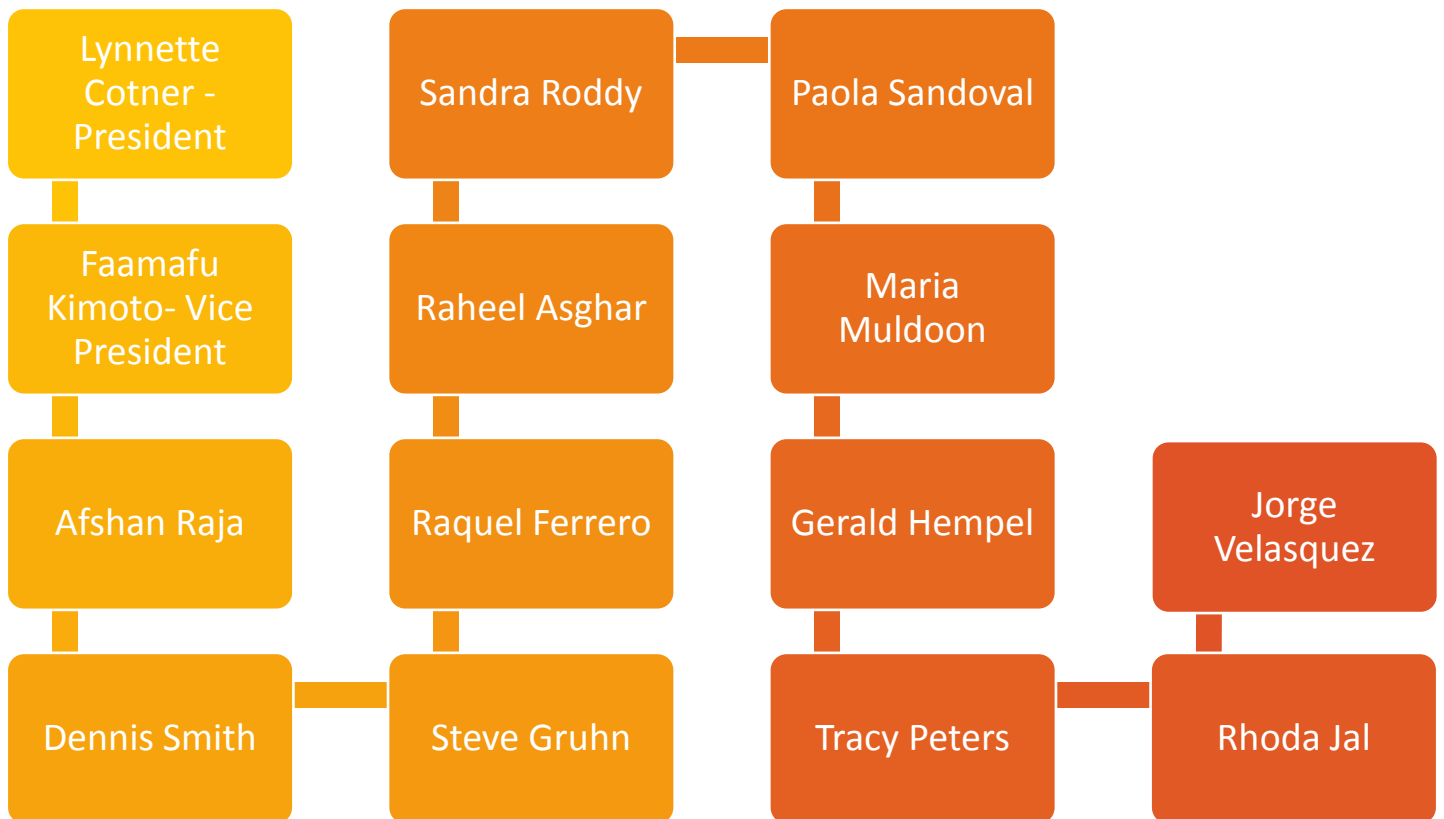 Lynnette
Cotner -
President
Faamafu
Kimoto- Vice
President
Afshan Raja
Dennis Smith
Steve Gruhn
Raquel Ferrero
Raheel Asghar
Sandra Roddy
Paola Sandoval
Maria
Muldoon
Gerald Hempel
Tracy Peters
Rhoda Jal
Jorge
Velasquez